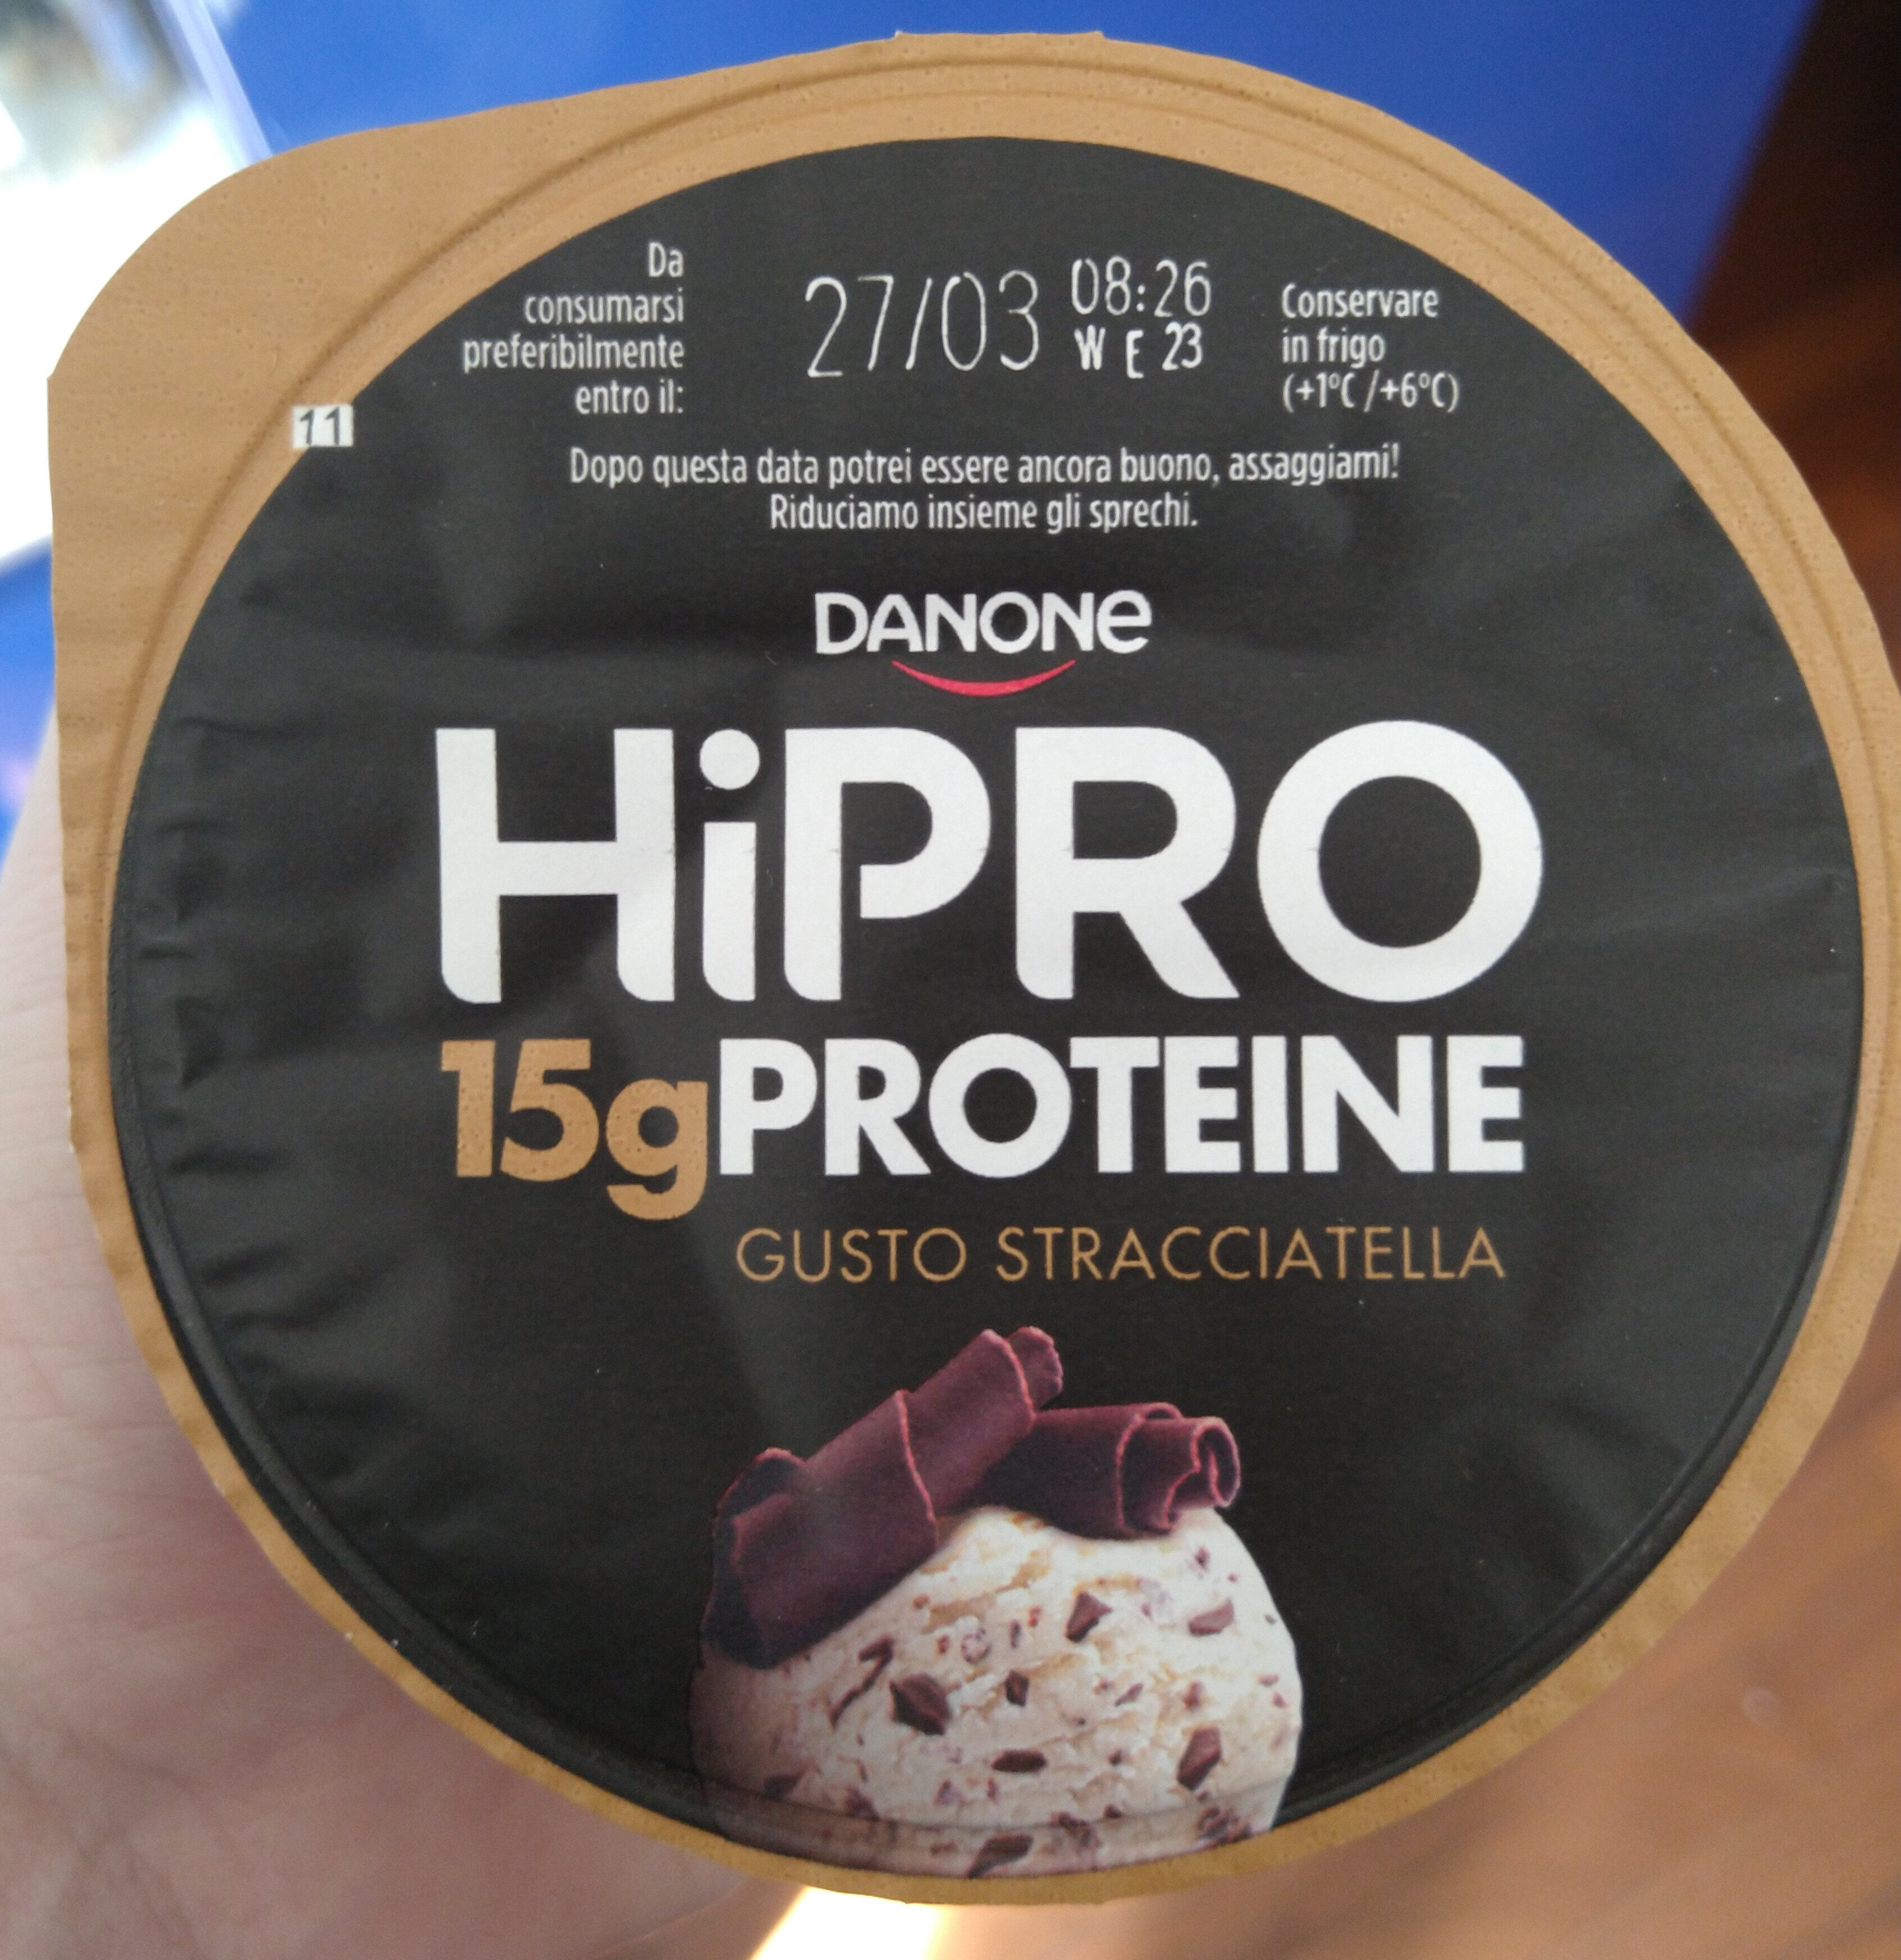 Da
consumarsi
preferibilmente
entro il:
27/03
08:26
W E 23
Conservare
in frigo
(+1°C /+6°C)
11
Dopo questa data potrei essere ancora buono, assaggiami!
Riduciamo insieme gli sprechi.
DANONE
HiPRO
15g PROTEINE
GUSTO STRACCIATELLA